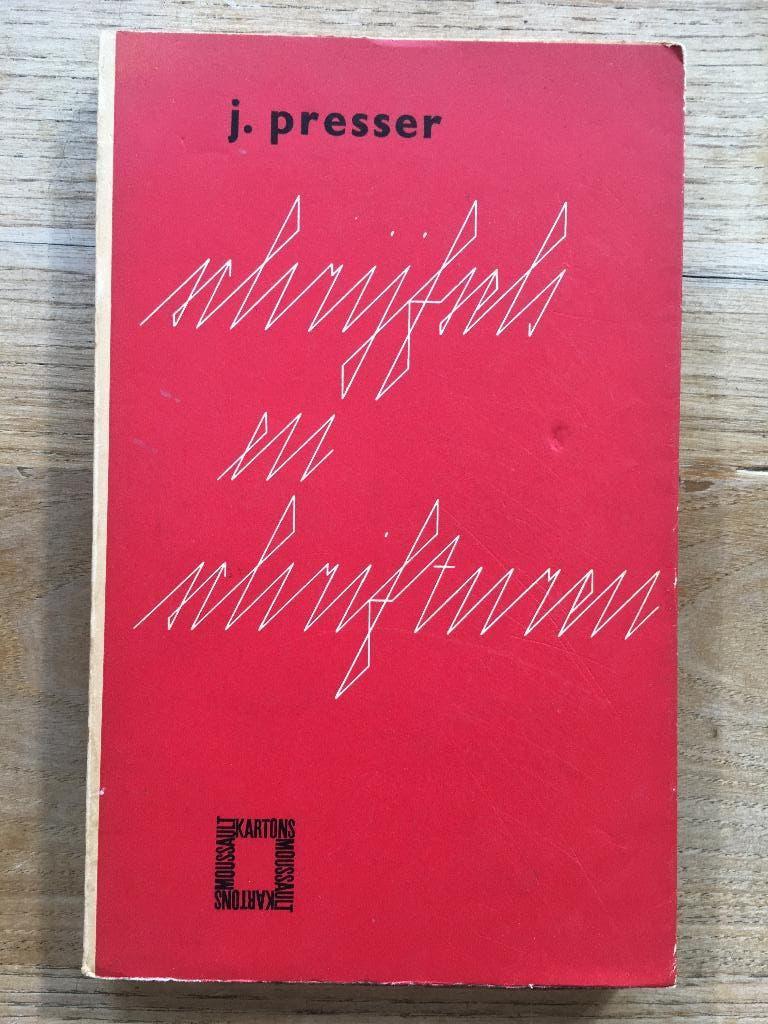 j. presser
schrijfsels
en
schrifturen
KARTONS
MOUSSAULT
KARTONS
MOUSSAULT